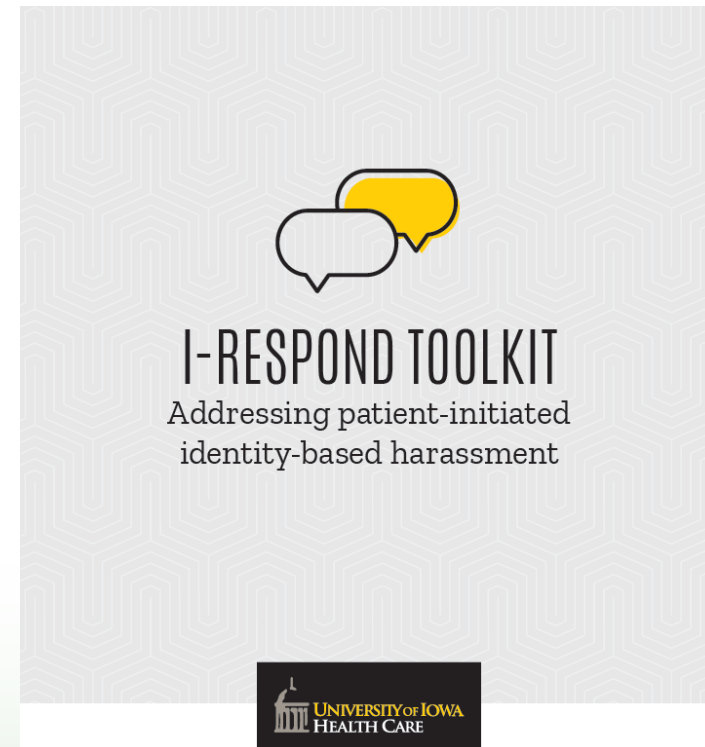 I-RESPOND TOOLKIT
Addressing patient-initiated
identity-based harassment
UNIVERSITY OF IOWA
HEALTH CARE